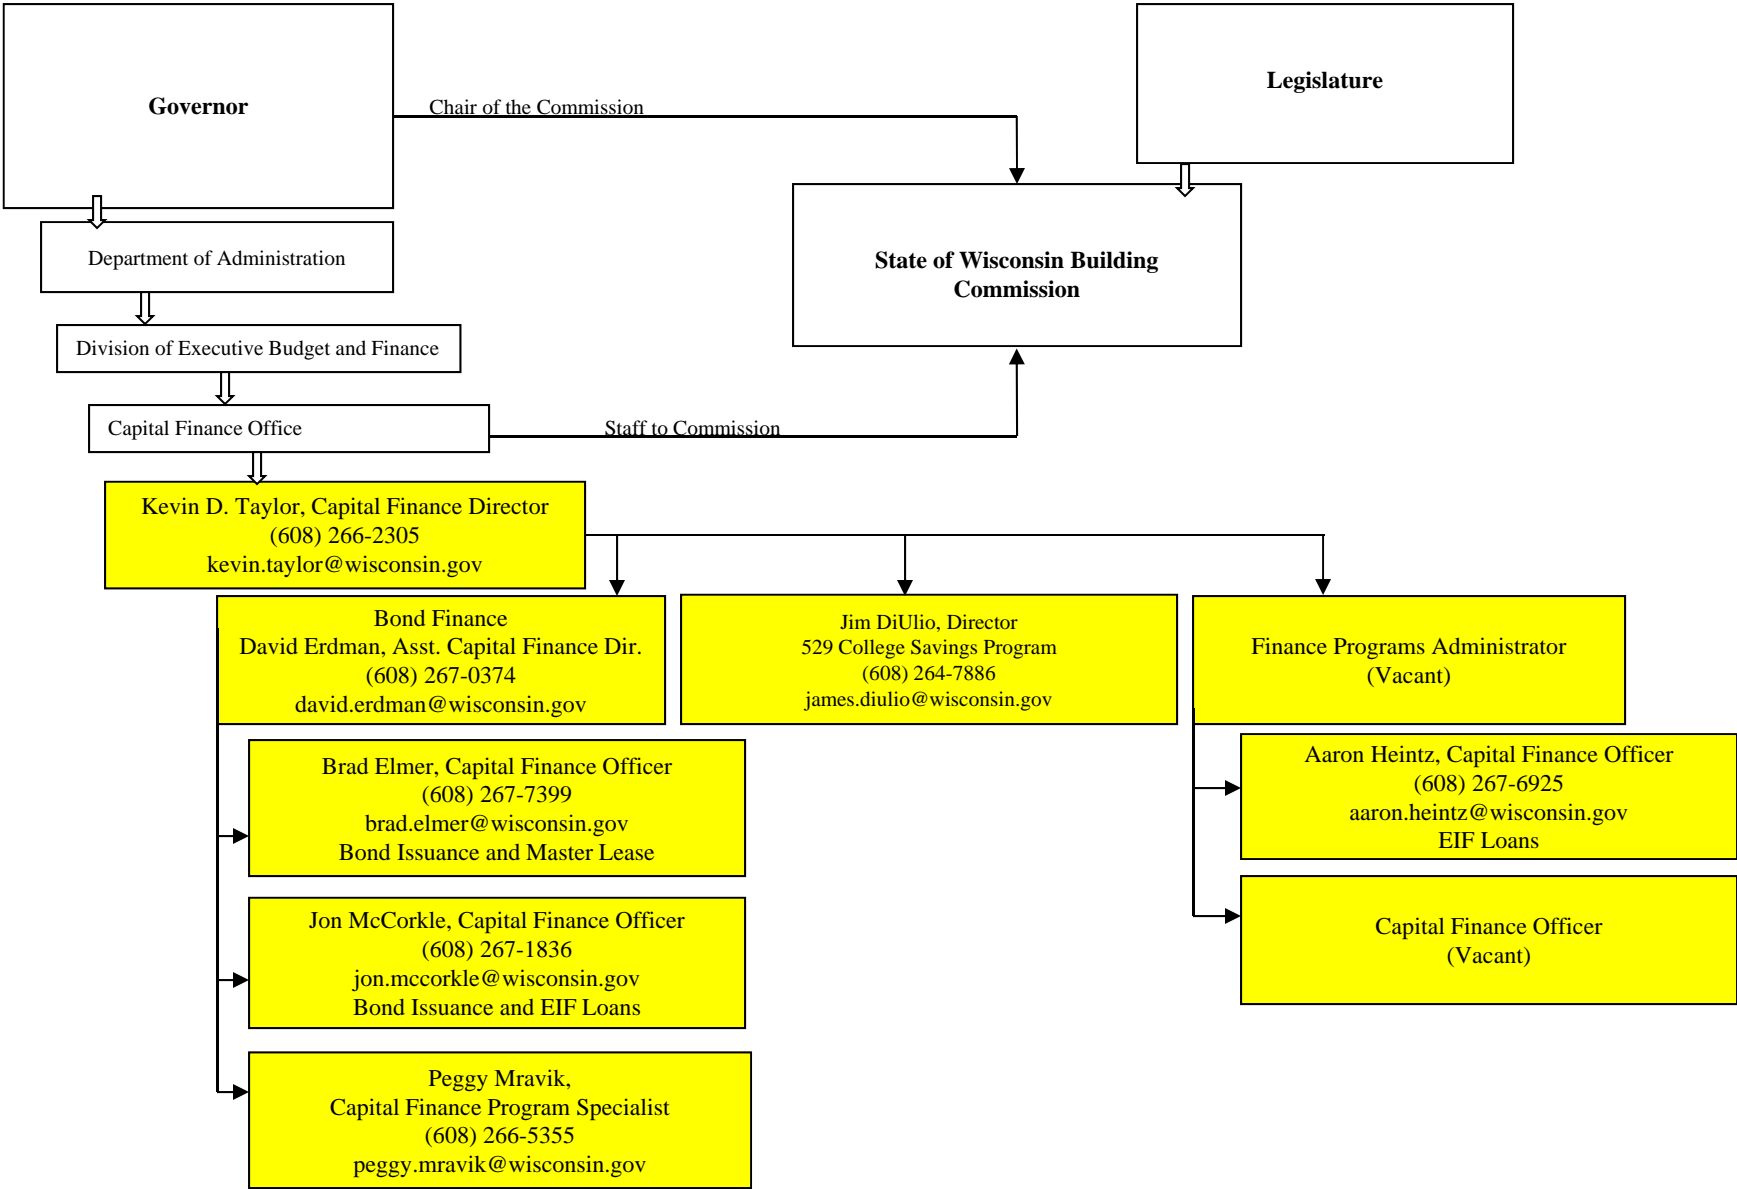 Governor
Chair of the Commission
Legislature
State of Wisconsin Building
Commission
Department of Administration
Division of Executive Budget and Finance
Capital Finance Office
Staff to Commission
Kevin D. Taylor, Capital Finance Director
(608) 266-2305
kevin.taylor@wisconsin.gov
Bond Finance
David Erdman, Asst. Capital Finance Dir.
(608) 267-0374
david.erdman@wisconsin.gov
Jim DiUlio, Director
529 College Savings Program
(608) 264-7886
james.diulio@wisconsin.gov
Finance Programs Administrator
(Vacant)
Brad Elmer, Capital Finance Officer
(608) 267-7399
brad.elmer@wisconsin.gov
Bond Issuance and Master Lease
Jon McCorkle, Capital Finance Officer
(608) 267-1836
jon.mccorkle@wisconsin.gov
Bond Issuance and EIF Loans
Peggy Mravik,
Capital Finance Program Specialist
(608) 266-5355
peggy.mravik@wisconsin.gov
Aaron Heintz, Capital Finance Officer
(608) 267-6925
aaron.heintz@wisconsin.gov
EIF Loans
Capital Finance Officer
(Vacant)